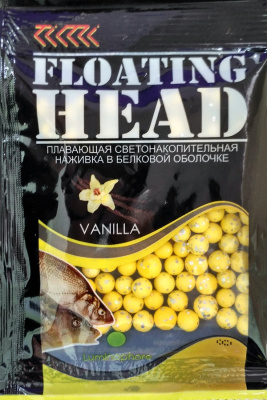 FLOATING
HEAD
ПЛАВАЮЩАЯ СВЕТОНАКОПИТЕЛЬНАЯ
НАЖИВКА В БЕЛКОВОЙ ОБОЛОЧКЕ
VANILLA